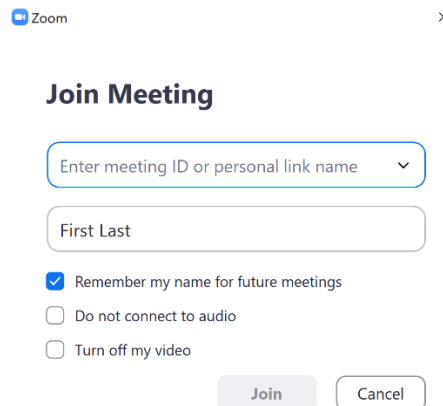 Zoom
Join Meeting
Enter meeting ID or personal link name
First Last
Remember my name for future meetings
Do not connect to audio
Turn off my video
Join Cancel